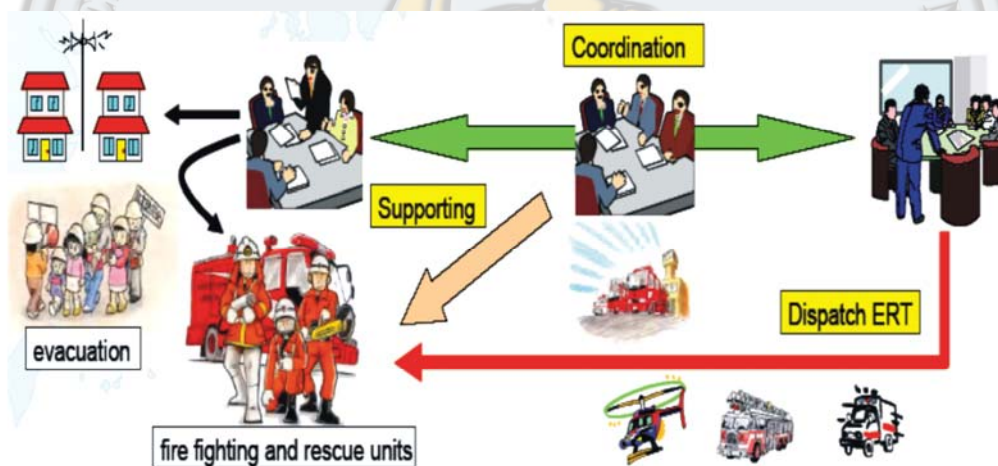 Coordination
Supporting
Dispatch ERT
evacuation
fire fighting and rescue units